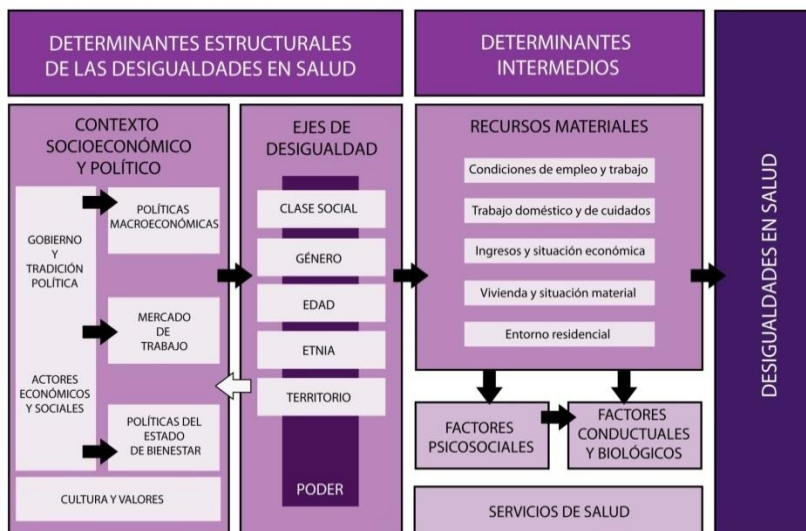 DETERMINANTES ESTRUCTURALES
DE LAS DESIGUALDADES EN SALUD
DETERMINANTES
INTERMEDIOS
CONTEXTO
SOCIOECONÓMICO
Y POLÍTICO
GOBIERNO
Y
TRADICIÓN
POLÍTICA
ACTORES
ECONÓMICOS
Y SOCIALES
POLÍTICAS
MACROECONÓMICAS
MERCADO
DE
TRABAJO
POLÍTICAS DEL
ESTADO
DE BIENESTAR
CULTURA Y VALORES
EJES DE
DESIGUALDAD
CLASE SOCIAL
GÉNERO
EDAD
ETNIA
TERRITORIO
PODER
RECURSOS MATERIALES
Condiciones de empleo y trabajo
Trabajo doméstico y de cuidados
Ingresos y situación económica
Vivienda y situación material
Entorno residencial
FACTORES
PSICOSOCIALES
FACTORES
CONDUCTUALES
Y BIOLÓGICOS
SERVICIOS DE SALUD
DESIGUALDADES EN SALUD